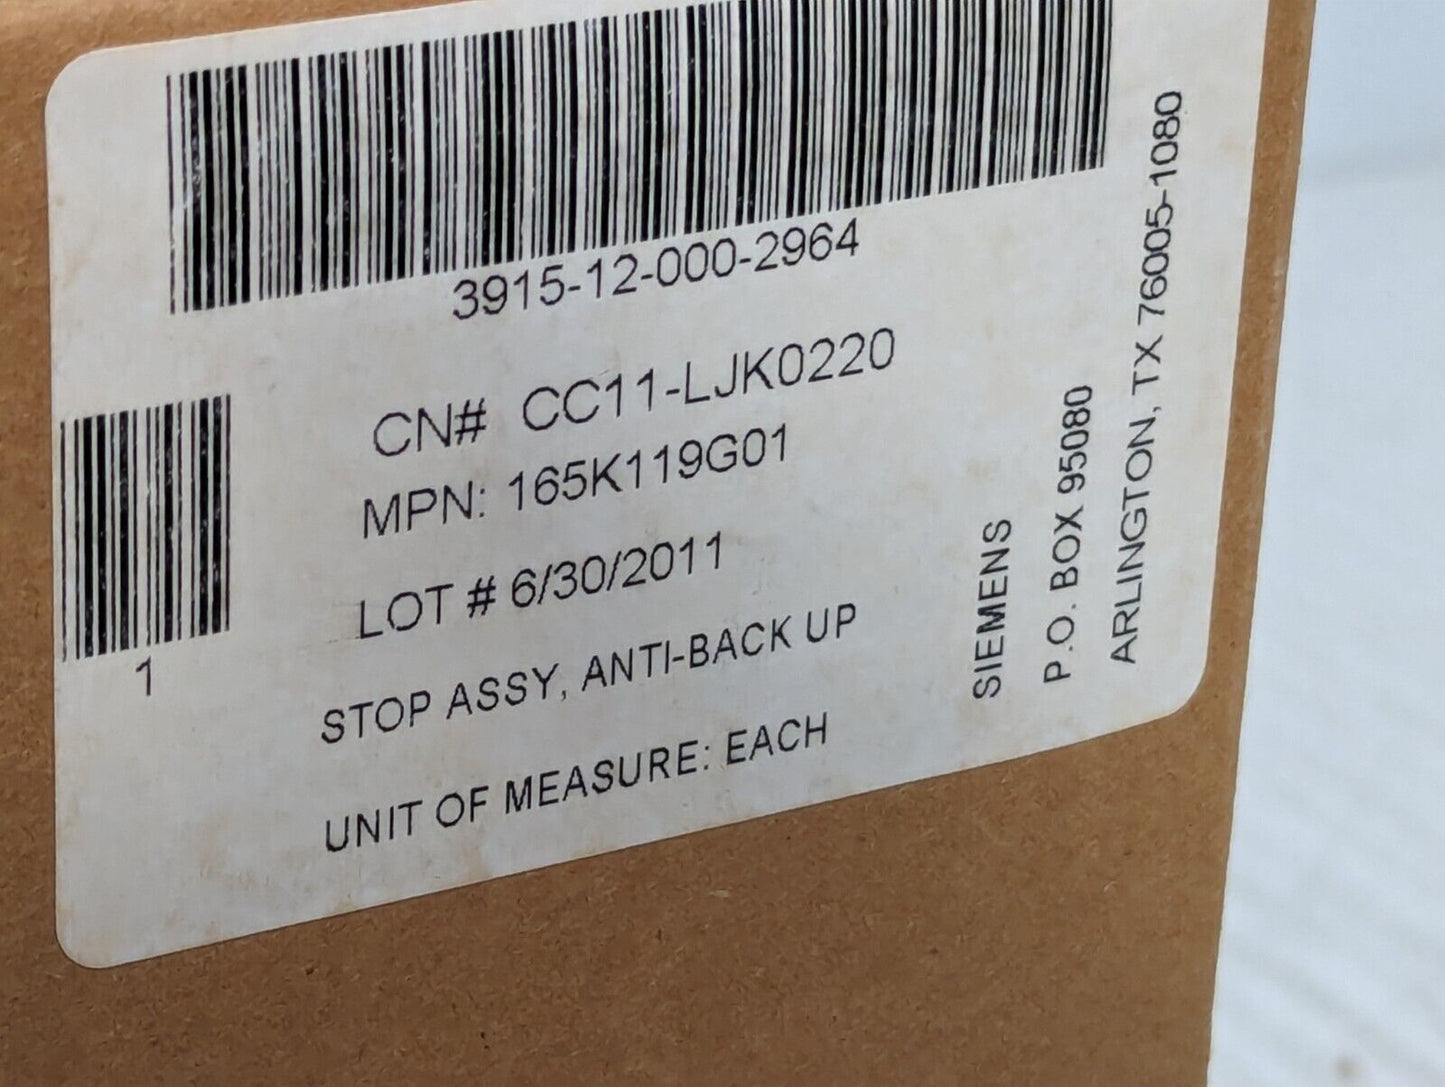 3915-12-000-2964
CN# CC11-LJK0220
MPN: 165K119G01
LOT # 6/30/2011
1
STOP ASSY, ANTI-BACK UP
UNIT OF MEASURE: EACH
SIEMENS
P.O. BOX 95080
ARLINGTON, TX 76005-1080